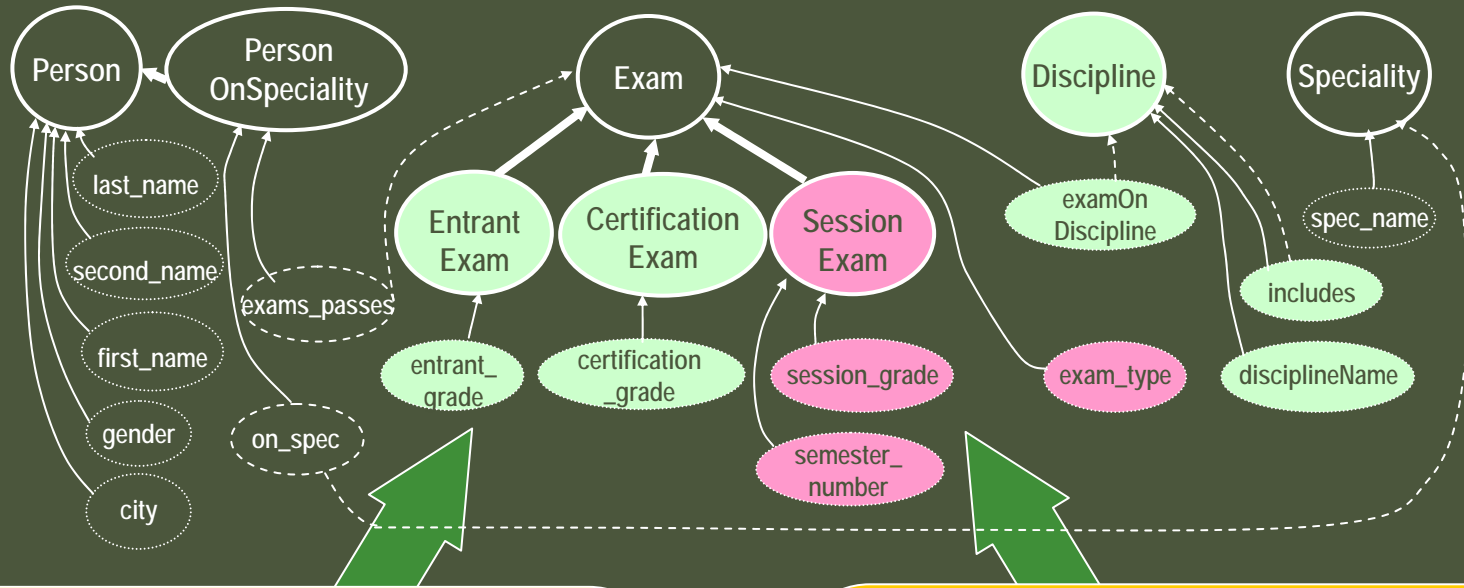 Person
Person
OnSpeciality
Exam
Discipline
Speciality
last_name
second_name
first_name
gender
city
exams_passes
on_spec
Entrant
Exam
Certification
Exam
Session
Exam
examOn
Discipline
spec_name
includes
entrant_
grade
certification
_grade
session_grade
exam_type
disciplineName
semester_
number